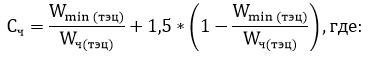 Cч = Wmin (тэц) / Wч(тэц) + 1,5 * (1 − Wmin (тэц) / Wч(тэц)), где: